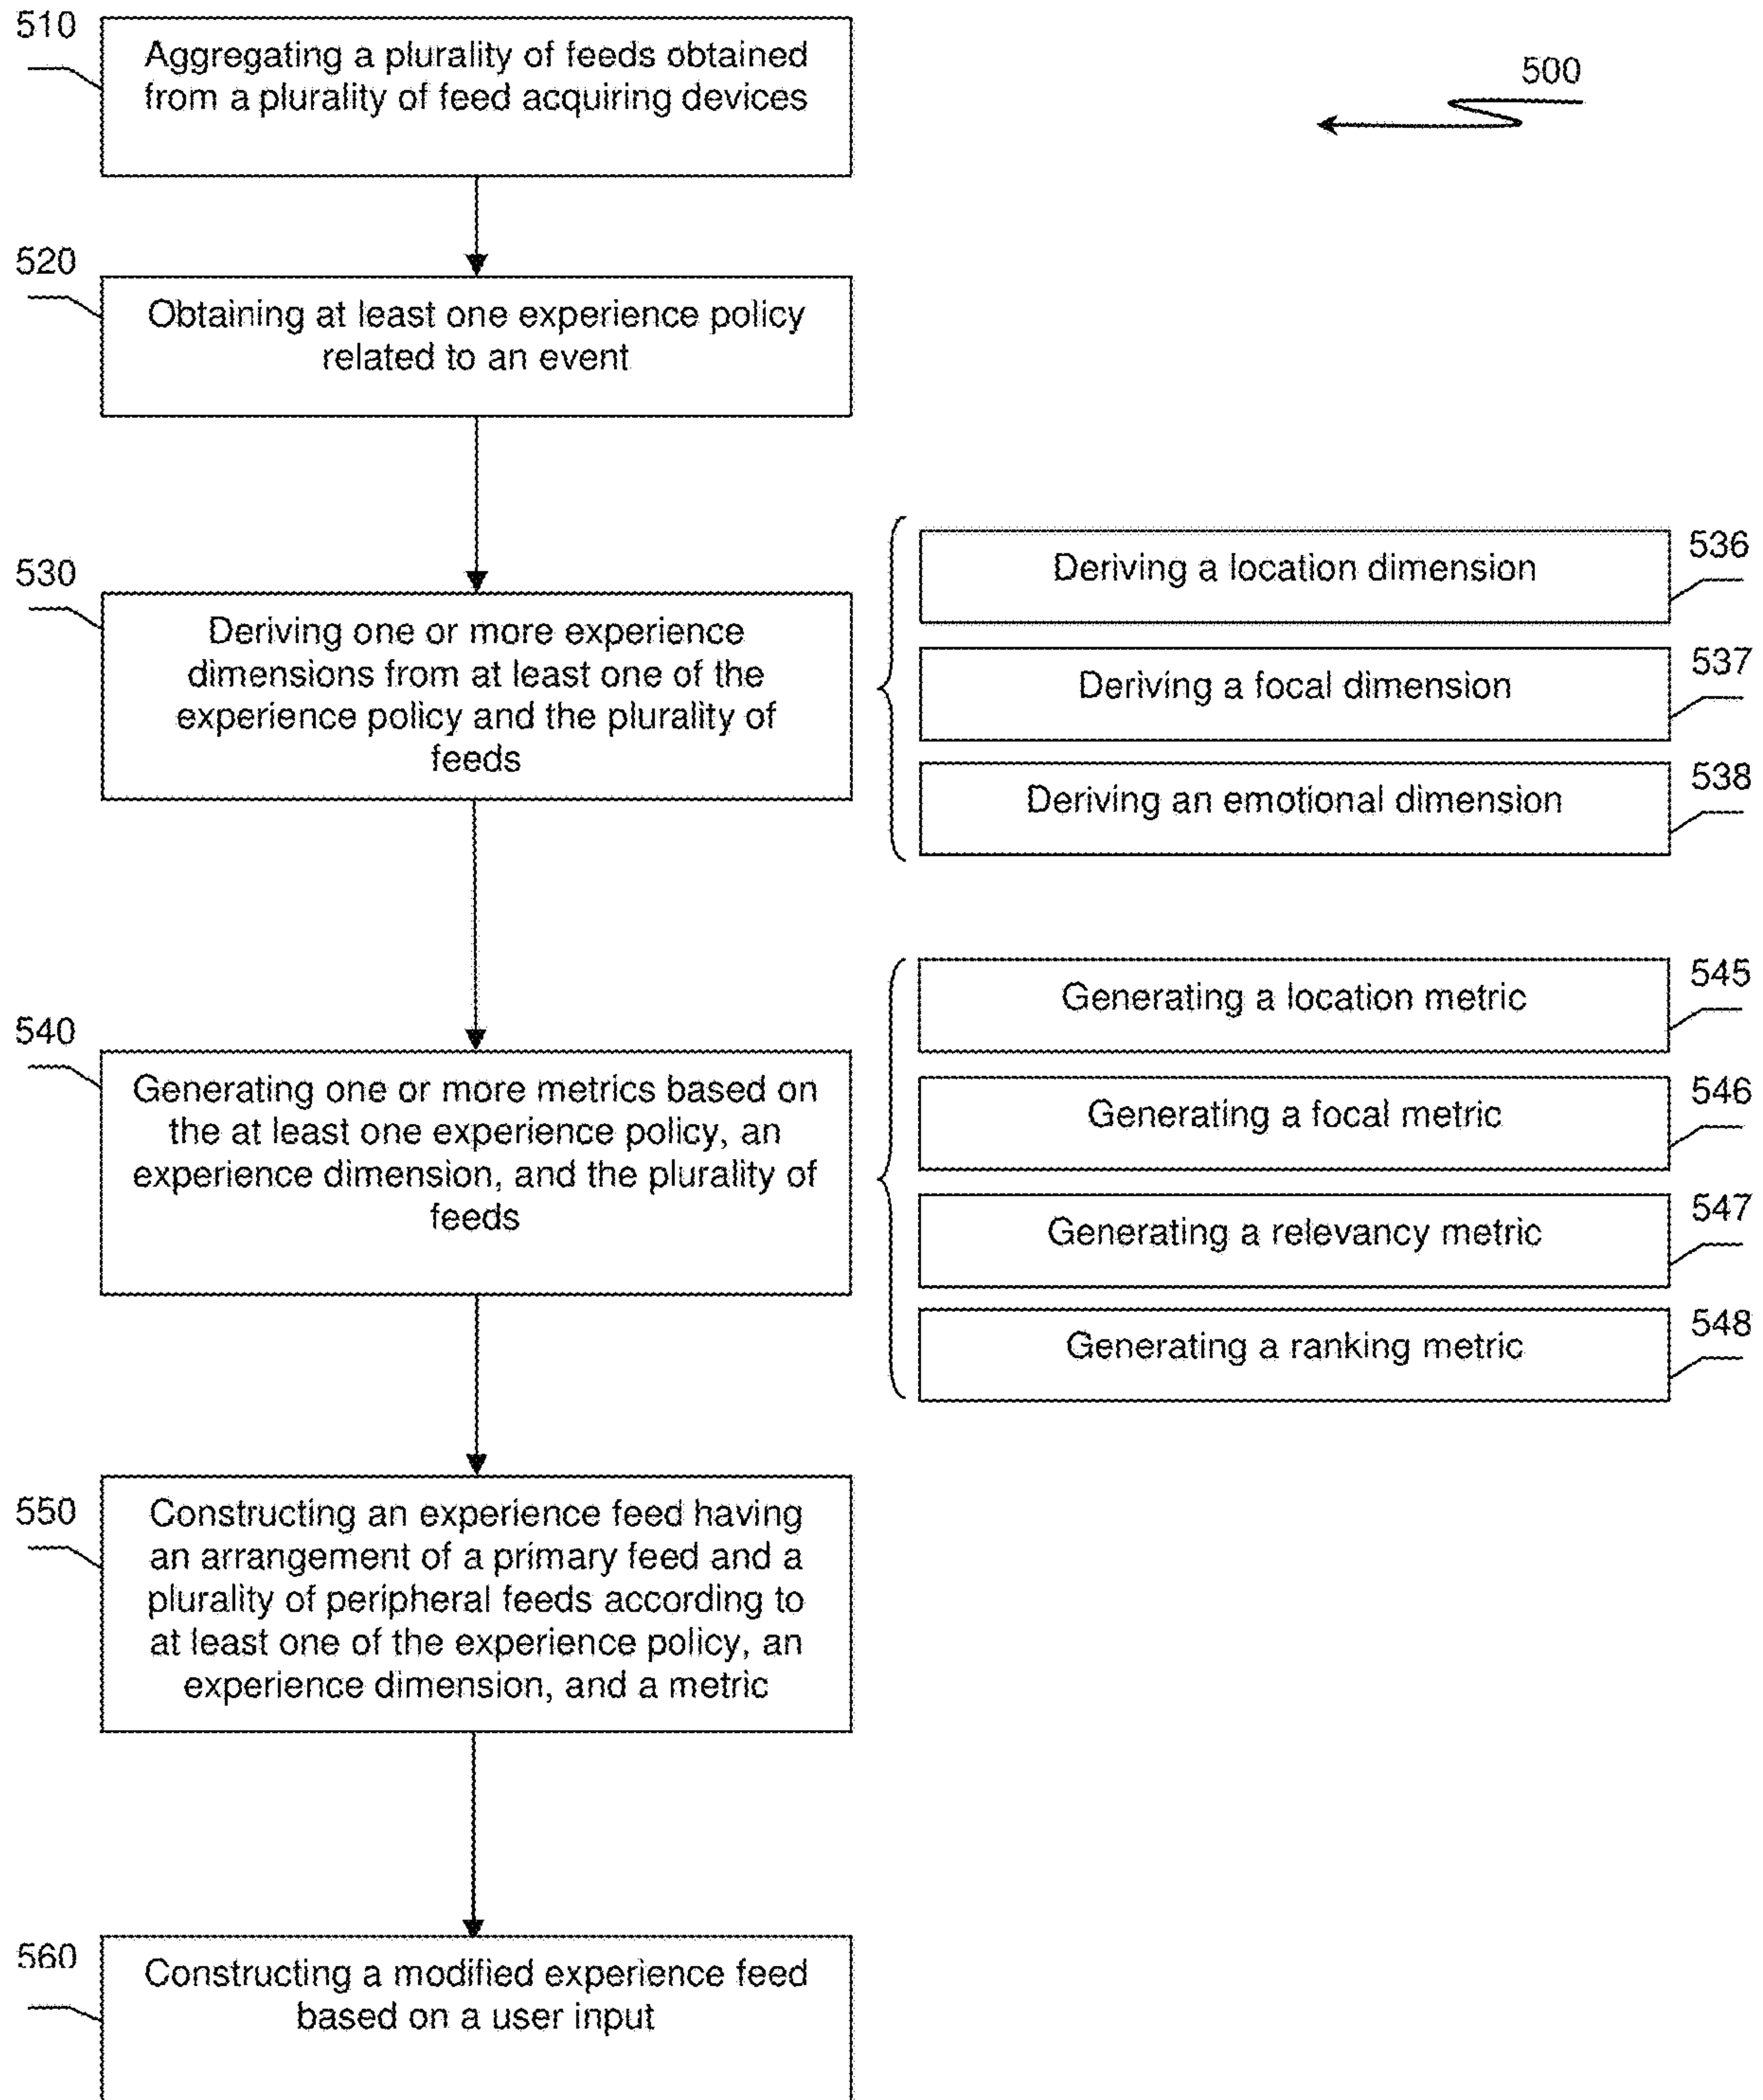 510
Aggregating a plurality of feeds obtained
from a plurality of feed acquiring devices
500
520
Obtaining at least one experience policy
related to an event
530
Deriving one or more experience
dimensions from at least one of the
experience policy and the plurality of
feeds
Deriving a location dimension
536
Deriving a focal dimension
537
Deriving an emotional dimension
538
540
Generating one or more metrics based on
the at least one experience policy, an
experience dimension, and the plurality of
feeds
Generating a location metric
545
Generating a focal metric
546
Generating a relevancy metric
547
Generating a ranking metric
548
550
Constructing an experience feed having
an arrangement of a primary feed and a
plurality of peripheral feeds according to
at least one of the experience policy, an
experience dimension, and a metric
560
Constructing a modified experience feed
based on a user input